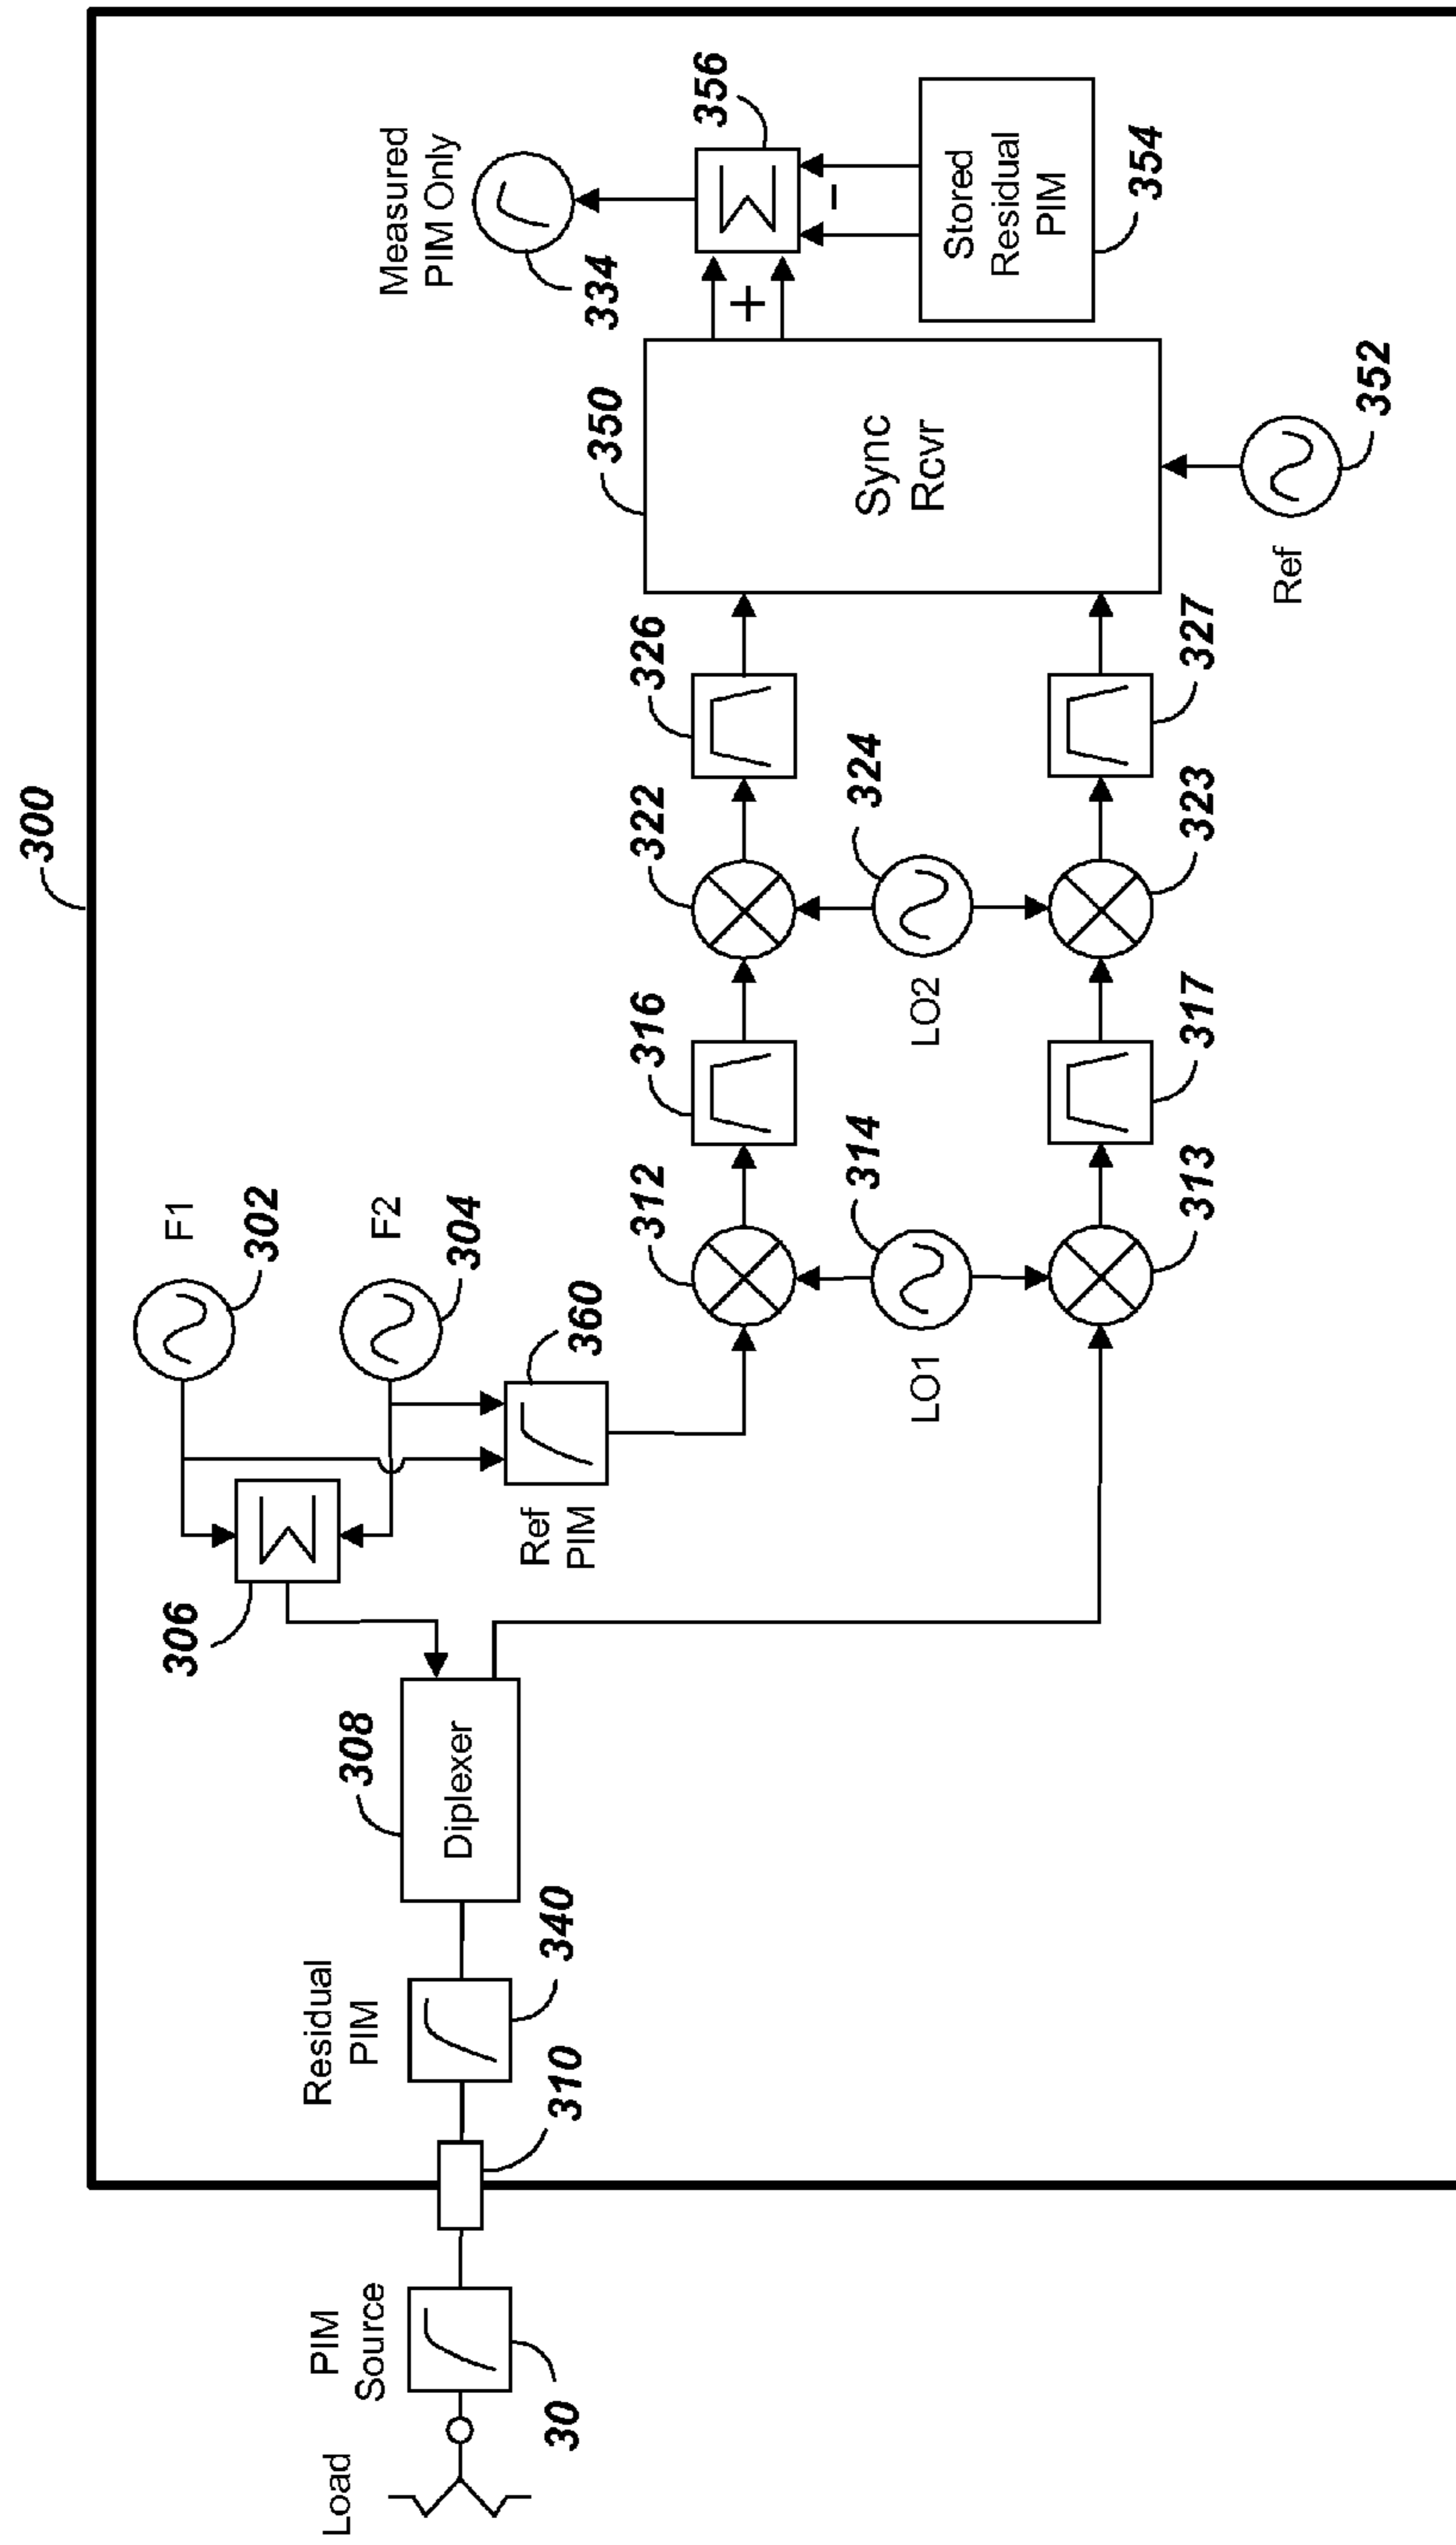 300
F1
302
F2
304
306
360
Ref
PIM
308
Diplexer
Residual
PIM
340
310
PIM
Source
30
Load
312
316
322
326
314
LO1
324
LO2
313
317
323
327
350
Sync
Rcvr
Ref
352
Measured
PIM Only
334
+
356
-
Stored
Residual
PIM
354